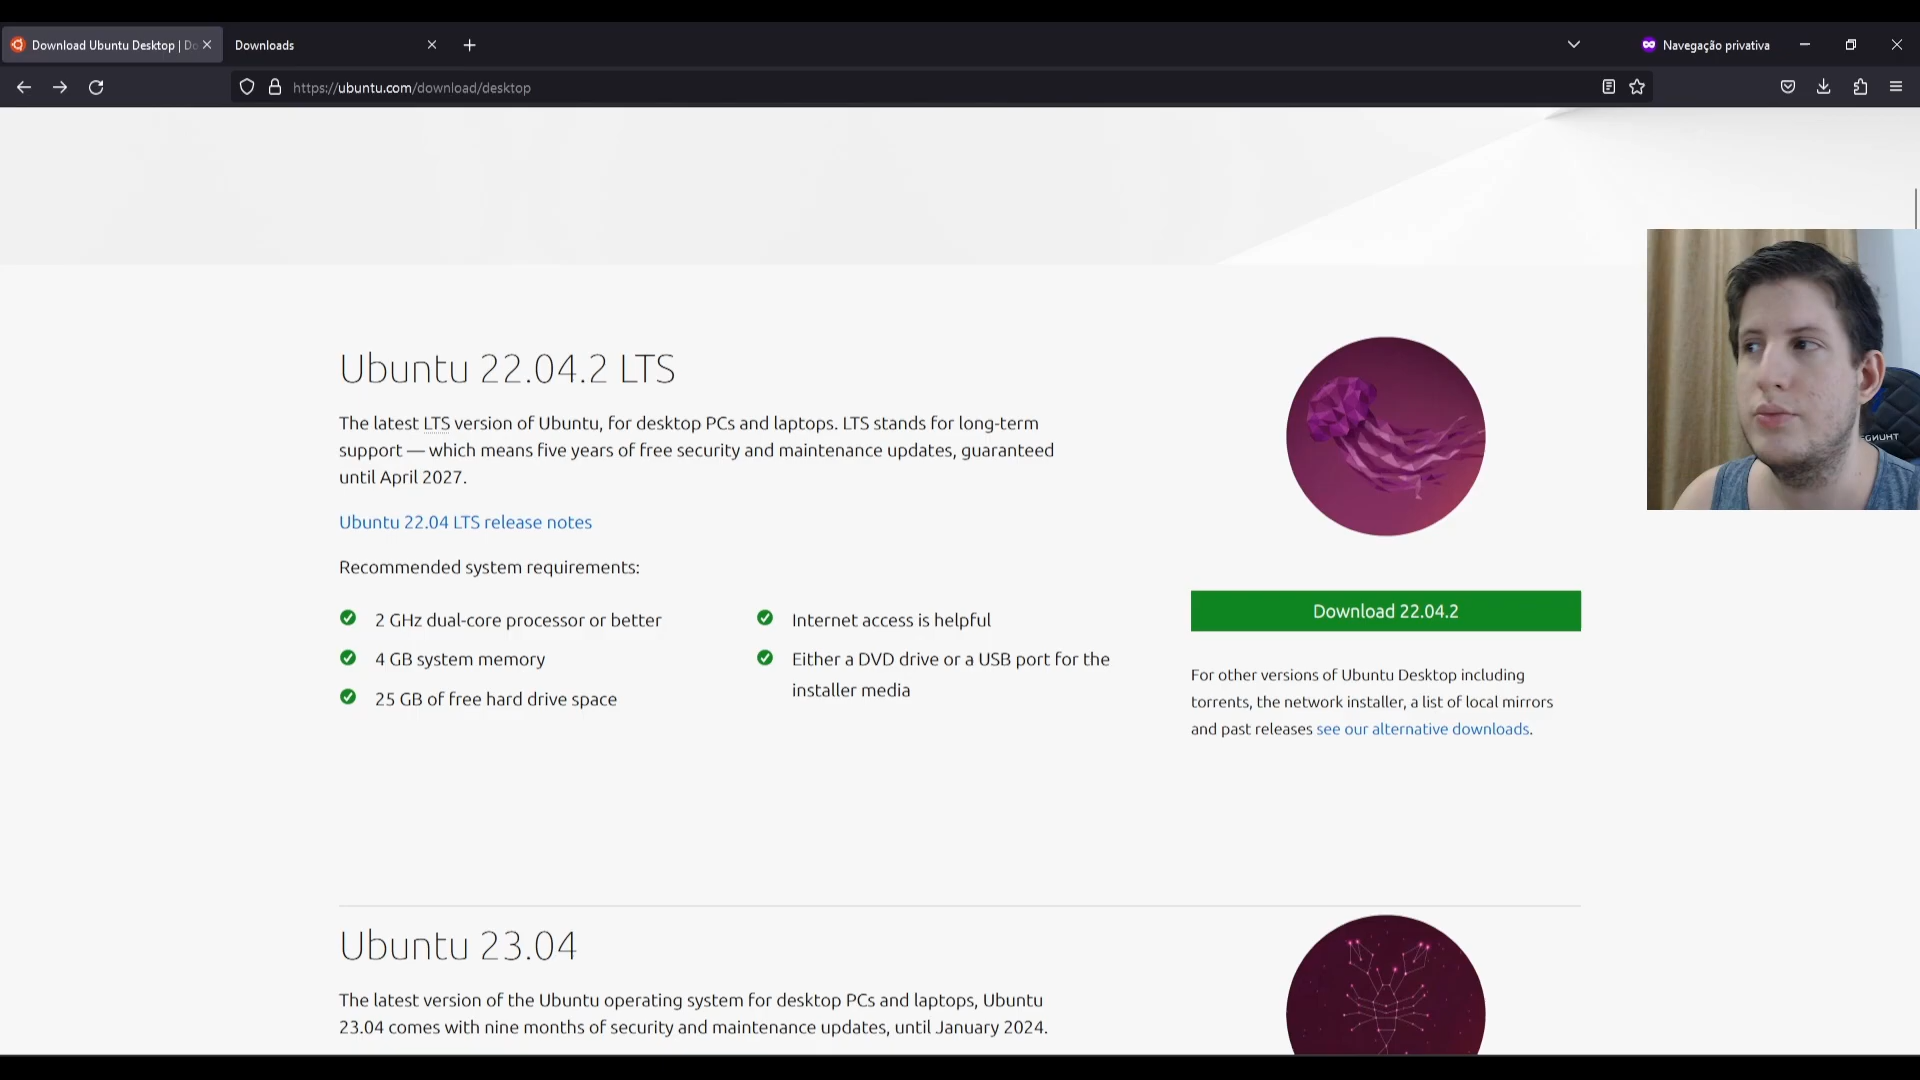 Download Ubuntu Desktop | Do
Downloads
Navegação privativa
https://ubuntu.com/download/desktop
Ubuntu 22.04.2 LTS
The latest LTS version of Ubuntu, for desktop PCs and laptops. LTS stands for long-term
support — which means five years of free security and maintenance updates, guaranteed
until April 2027.
Ubuntu 22.04 LTS release notes
Recommended system requirements:
2 GHz dual-core processor or better
4 GB system memory
25 GB of free hard drive space
Internet access is helpful
Either a DVD drive or a USB port for the
installer media
Download 22.04.2
For other versions of Ubuntu Desktop including
torrents, the network installer, a list of local mirrors
and past releases see our alternative downloads.
Ubuntu 23.04
The latest version of the Ubuntu operating system for desktop PCs and laptops, Ubuntu
23.04 comes with nine months of security and maintenance updates, until January 2024.